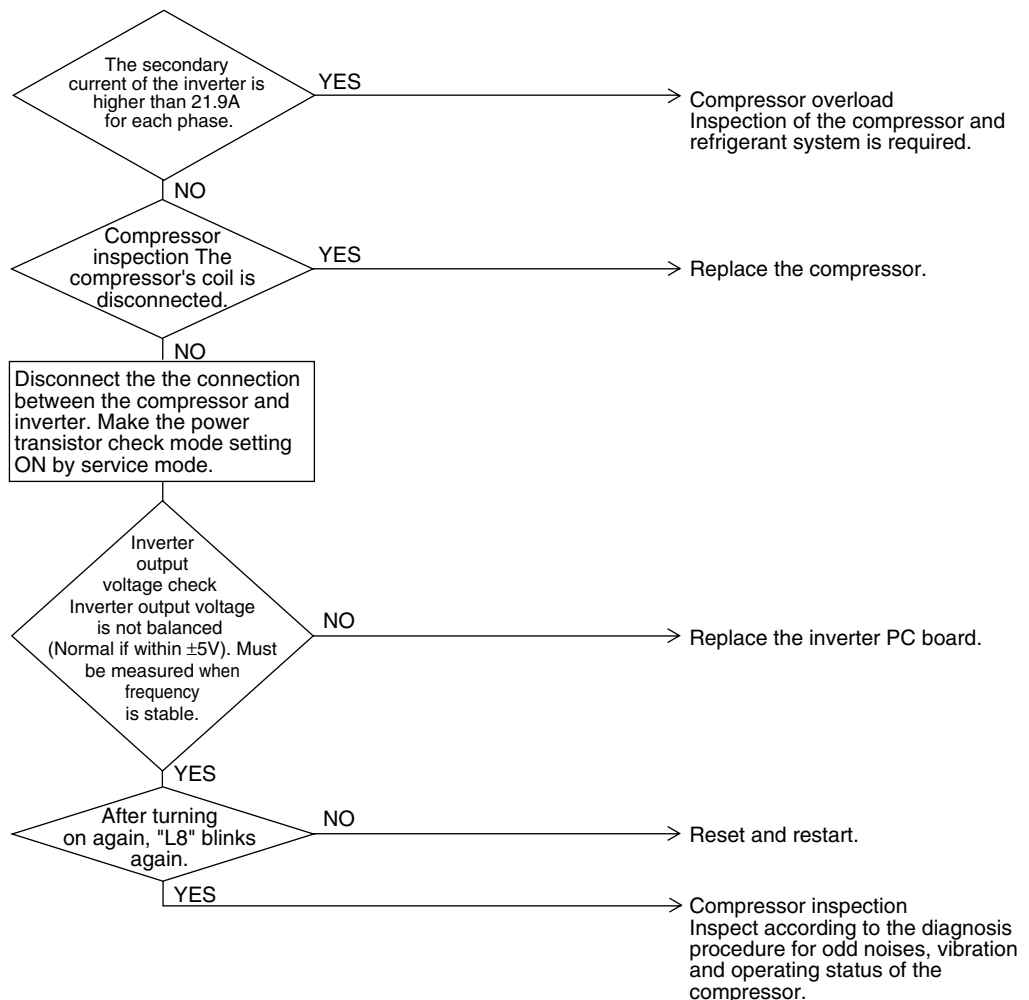 The secondary
current of the inverter is
higher than 21.9A
for each phase.
YES
Compressor overload
Inspection of the compressor and
refrigerant system is required.
NO
Compressor
inspection The
compressor's coil is
disconnected.
YES
Replace the compressor.
NO
Disconnect the the connection
between the compressor and
inverter. Make the power
transistor check mode setting
ON by service mode.
Inverter
output
voltage check
Inverter output voltage
is not balanced
(Normal if within ±5V). Must
be measured when
frequency
is stable.
NO
Replace the inverter PC board.
YES
After turning
on again, "L8" blinks
again.
NO
Reset and restart.
YES
Compressor inspection
Inspect according to the diagnosis
procedure for odd noises, vibration
and operating status of the
compressor.